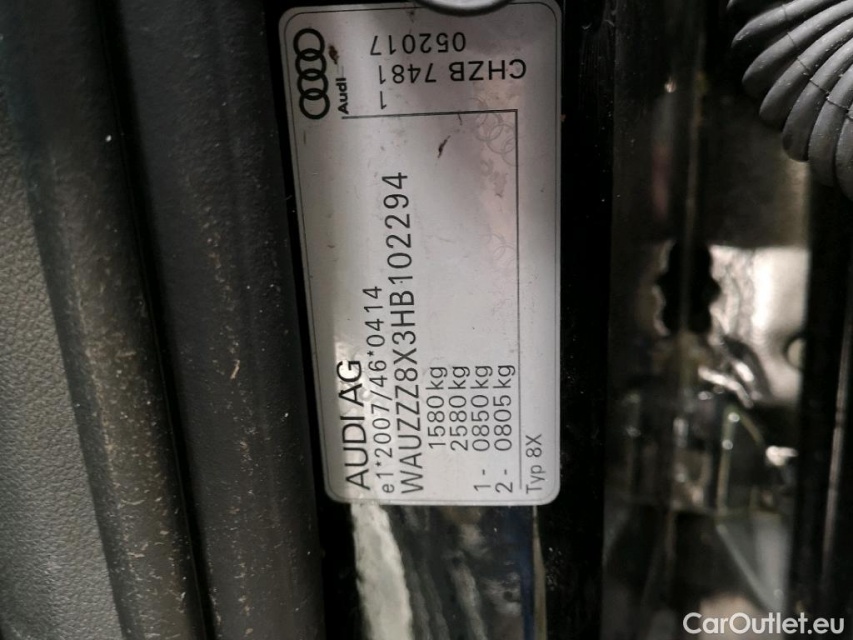 AUDI AG
e1*2007/46*0414
WAUZZZ8X3HB102294
1580 kg
2580 kg
1- 0850 kg
2- 0805 kg
Typ 8X
Audi
1
CHZB 7481
052017
CarOutlet.eu